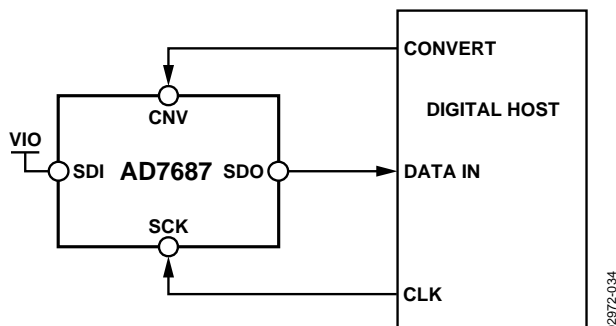 CONVERT
CNV
DIGITAL HOST
VIO
SDI
AD7687
SDO
DATA IN
SCK
CLK
02972-034